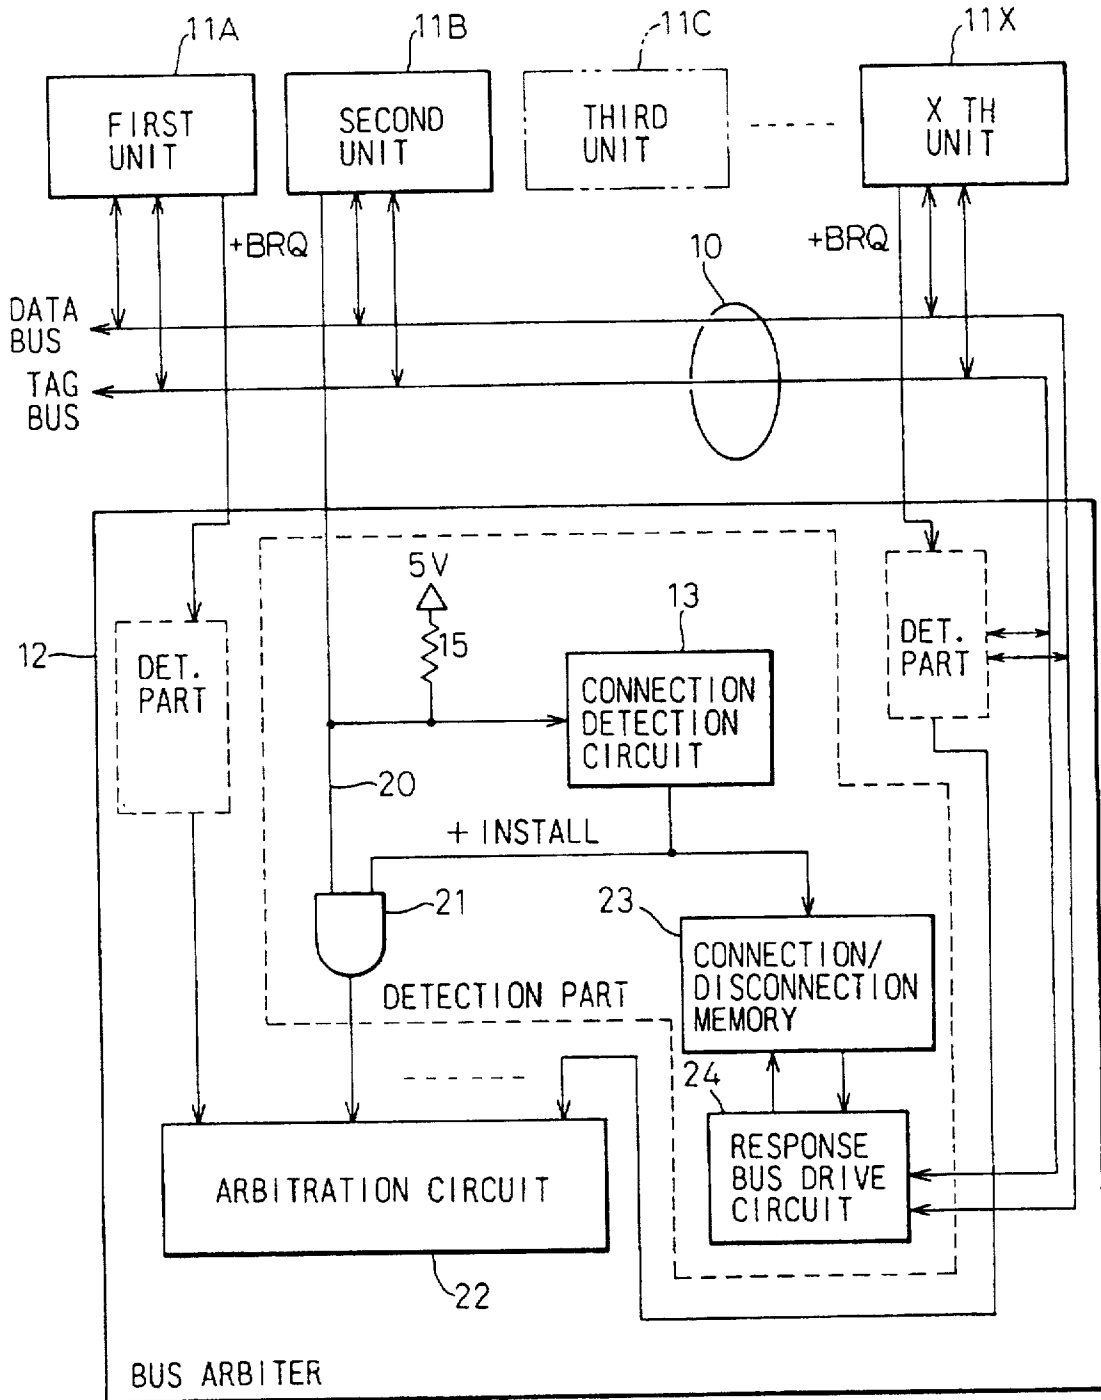 11A
11B
11C
11X
FIRST
UNIT
SECOND
UNIT
THIRD
UNIT
X TH
UNIT
+BRQ
+BRQ
10
DATA
BUS
TAG
BUS
5V
15
13
12
DET.
PART
CONNECTION
DETECTION
CIRCUIT
DET.
PART
20
+ INSTALL
21
23
CONNECTION/
DISCONNECTION
MEMORY
DETECTION PART
24
RESPONSE
BUS DRIVE
CIRCUIT
ARBITRATION CIRCUIT
22
BUS ARBITER